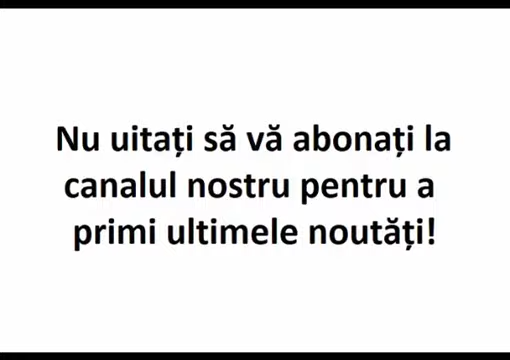 Nu uitați să vă abonați la
canalul nostru pentru a
primi ultimele noutăți!